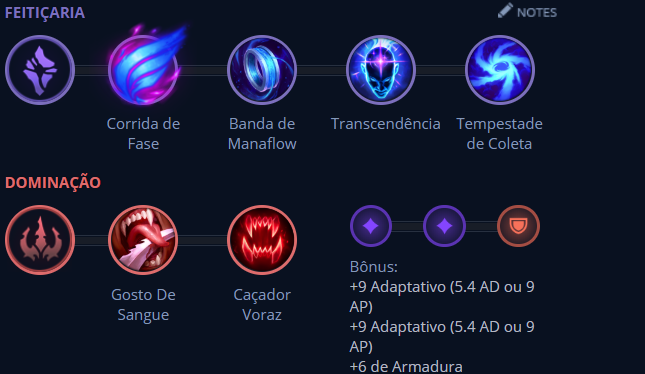 FEITIÇARIA
NOTES
Corrida de
Fase
Banda de
Manaflow
Transcendência
Tempestade
de Coleta
DOMINAÇÃO
Gosto De
Sangue
Caçador
Voraz
Bônus:
+9 Adaptativo (5.4 AD ou 9
AP)
+9 Adaptativo (5.4 AD ou 9
AP)
+6 de Armadura